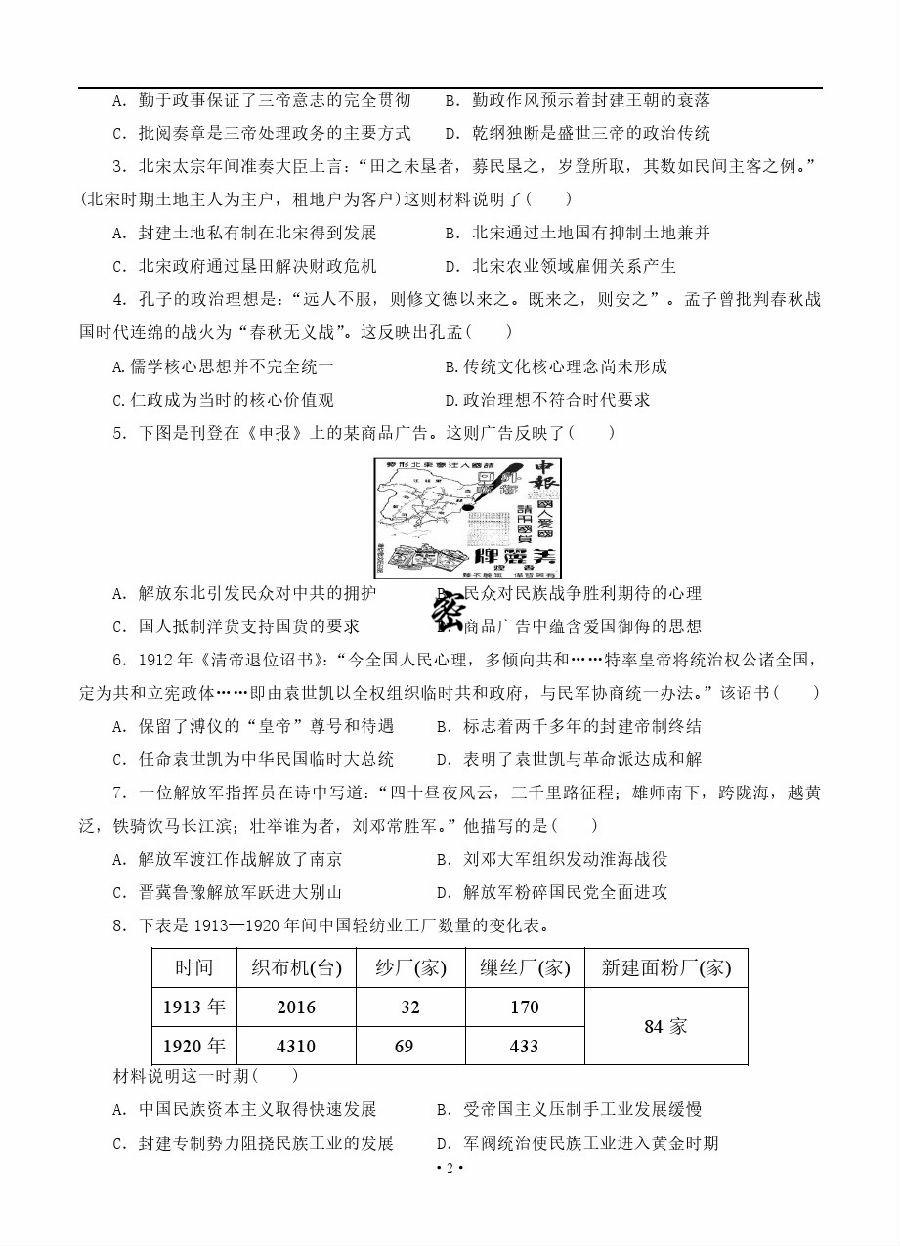 A. 勤于政事保证了三帝意志的完全贯彻 B. 勤政作风预示着封建王朝的衰落
C. 批阅奏章是三帝处理政务的主要方式 D. 乾纲独断是盛世三帝的政治传统
3. 北宋太宗年间准奏大臣上言:“田之未垦者，募民垦之，岁登所取，其数如民间主客之例。”
(北宋时期土地主人为主户，租地户为客户)这则材料说明了( )
A. 封建土地私有制在北宋得到发展 B. 北宋通过土地国有抑制土地兼并
C. 北宋政府通过垦田解决财政危机 D. 北宋农业领域雇佣关系产生
4. 孔子的政治理想是:“远人不服，则修文德以来之。既来之，则安之”。孟子曾批判春秋战
国时代连绵的战火为“春秋无义战”。这反映出孔孟( )
A. 儒学核心思想并不完全统一 B. 传统文化核心理念尚未形成
C. 仁政成为当时的核心价值观 D. 政治理想不符合时代要求
5. 下图是刊登在《申报》上的某商品广告。这则广告反映了( )
請國人注意東北形勢
申報
國人爱國
請用國貨
美麗牌
香煙
A. 解放东北引发民众对中共的拥护 B. 民众对民族战争胜利期待的心理
密
C. 国人抵制洋货支持国货的要求 D. 商品广告中蕴含爱国御侮的思想
6. 1912 年《清帝退位诏书》:“今全国人民心理，多倾向共和……特率皇帝将统治权公诸全国，
定为共和立宪政体……即由袁世凯以全权组织临时共和政府，与民军协商统一办法。”该诏书( )
A. 保留了溥仪的“皇帝”尊号和待遇 B. 标志着两千多年的封建帝制终结
C. 任命袁世凯为中华民国临时大总统 D. 表明了袁世凯与革命派达成和解
7. 一位解放军指挥员在诗中写道:“四十昼夜风云，二千里路征程；雄师南下，跨陇海，越黄
泛，铁骑饮马长江滨；壮举谁为者，刘邓常胜军。”他描写的是( )
A. 解放军渡江作战解放了南京 B. 刘邓大军组织发动淮海战役
C. 晋冀鲁豫解放军跃进大别山 D. 解放军粉碎国民党全面进攻
8. 下表是 1913—1920 年间中国轻纺业工厂数量的变化表。
时间 织布机(台) 纱厂(家) 缫丝厂(家) 新建面粉厂(家)
1913 年 2016 32 170 84 家
1920 年 4310 69 433
材料说明这一时期( )
A. 中国民族资本主义取得快速发展 B. 受帝国主义压制手工业发展缓慢
C. 封建专制势力阻挠民族工业的发展 D. 军阀统治使民族工业进入黄金时期
·2·